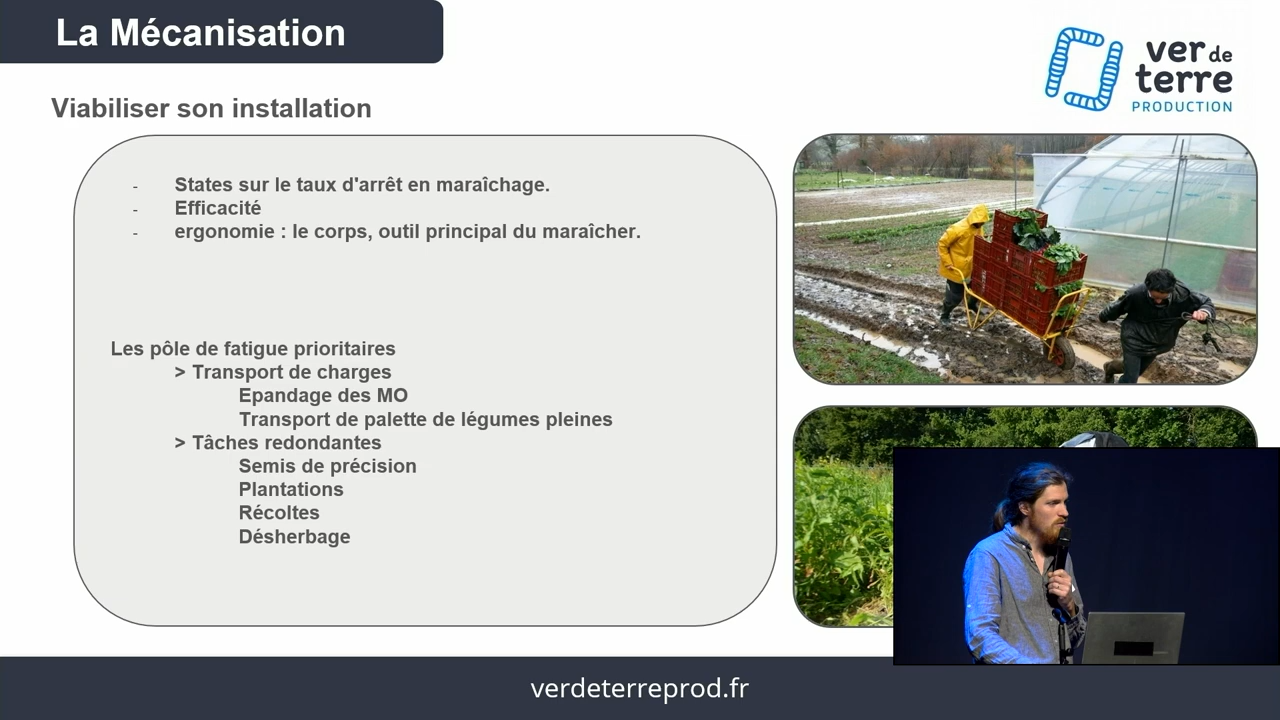 La Mécanisation
ver de
terre
PRODUCTION
Viabiliser son installation
- States sur le taux d'arrêt en maraîchage.
- Efficacité
- ergonomie : le corps, outil principal du maraîcher.
Les pôle de fatigue prioritaires
> Transport de charges
Epandage des MO
Transport de palette de légumes pleines
> Tâches redondantes
Semis de précision
Plantations
Récoltes
Désherbage
verdeterreprod.fr